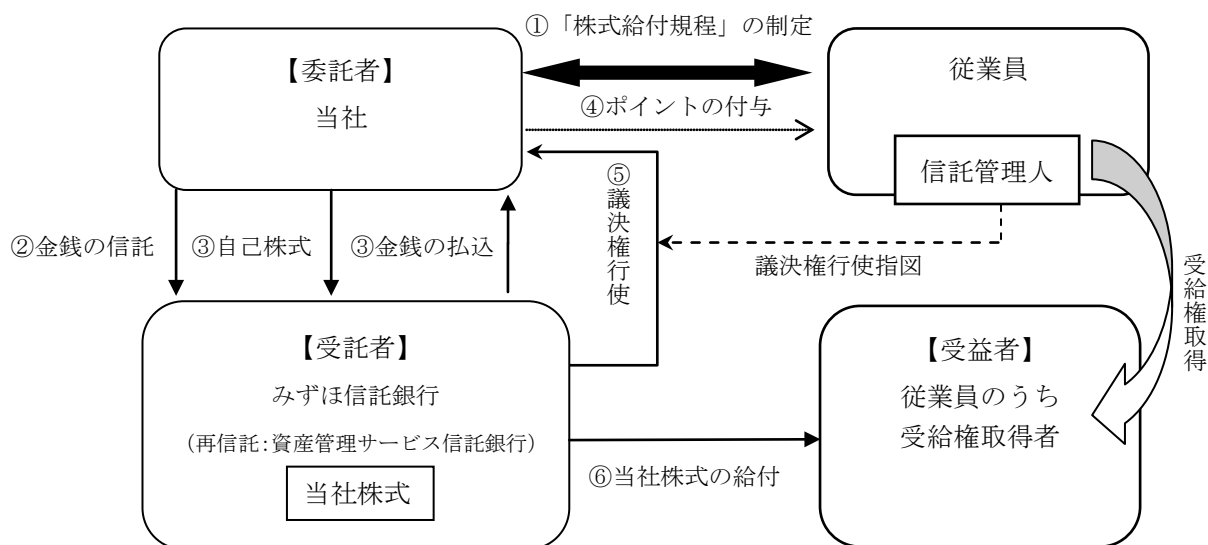 ①「株式給付規程」の制定
【委託者】
当社
従業員
④ポイントの付与
信託管理人
②金銭の信託
③自己株式
③金銭の払込
⑤議決権行使
議決権行使指図
受給権取得
【受託者】
みずほ信託銀行
(再信託:資産管理サービス信託銀行)
当社株式
【受益者】
従業員のうち
受給権取得者
⑥当社株式の給付